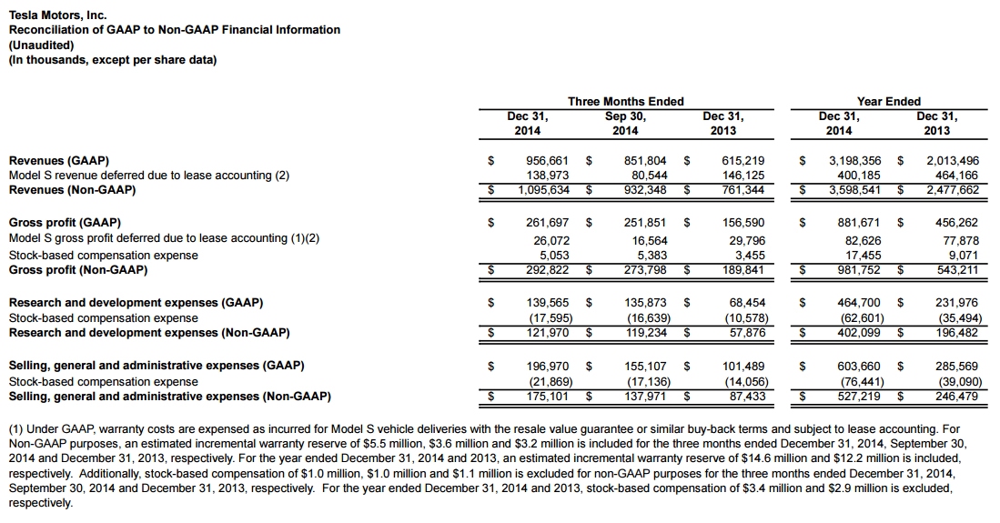 Tesla Motors, Inc.
Reconciliation of GAAP to Non-GAAP Financial Information
(Unaudited)
(In thousands, except per share data)
Three Months Ended Year Ended
Dec 31, Sep 30, Dec 31, Dec 31, Dec 31,
2014 2014 2013 2014 2013
Revenues (GAAP) $ 956,661 $ 851,804 $ 615,219 $ 3,198,356 $ 2,013,496
Model S revenue deferred due to lease accounting (2) 138,973 80,544 146,125 400,185 464,166
Revenues (Non-GAAP) $ 1,095,634 $ 932,348 $ 761,344 $ 3,598,541 $ 2,477,662
Gross profit (GAAP) $ 261,697 $ 251,851 $ 156,590 $ 881,671 $ 456,262
Model S gross profit deferred due to lease accounting (1)(2) 26,072 16,564 29,796 82,626 77,878
Stock-based compensation expense 5,053 5,383 3,455 17,455 9,071
Gross profit (Non-GAAP) $ 292,822 $ 273,798 $ 189,841 $ 981,752 $ 543,211
Research and development expenses (GAAP) $ 139,565 $ 135,873 $ 68,454 $ 464,700 $ 231,976
Stock-based compensation expense (17,595) (16,639) (10,578) (62,601) (35,494)
Research and development expenses (Non-GAAP) $ 121,970 $ 119,234 $ 57,876 $ 402,099 $ 196,482
Selling, general and administrative expenses (GAAP) $ 196,970 $ 155,107 $ 101,489 $ 603,660 $ 285,569
Stock-based compensation expense (21,869) (17,136) (14,056) (76,441) (39,090)
Selling, general and administrative expenses (Non-GAAP) $ 175,101 $ 137,971 $ 87,433 $ 527,219 $ 246,479
(1) Under GAAP, warranty costs are expensed as incurred for Model S vehicle deliveries with the resale value guarantee or similar buy-back terms and subject to lease accounting. For
Non-GAAP purposes, an estimated incremental warranty reserve of $5.5 million, $3.6 million and $3.2 million is included for the three months ended December 31, 2014, September 30,
2014 and December 31, 2013, respectively. For the year ended December 31, 2014 and 2013, an estimated incremental warranty reserve of $14.6 million and $12.2 million is included,
respectively. Additionally, stock-based compensation of $1.0 million, $1.0 million and $1.1 million is excluded for non-GAAP purposes for the three months ended December 31, 2014,
September 30, 2014 and December 31, 2013, respectively. For the year ended December 31, 2014 and 2013, stock-based compensation of $3.4 million and $2.9 million is excluded,
respectively.